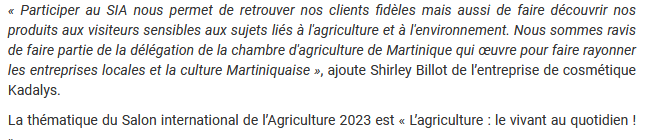 « Participer au SIA nous permet de retrouver nos clients fidèles mais aussi de faire découvrir nos
produits aux visiteurs sensibles aux sujets liés à l'agriculture et à l'environnement. Nous sommes ravis
de faire partie de la délégation de la chambre d'agriculture de Martinique qui œuvre pour faire rayonner
les entreprises locales et la culture Martiniquaise », ajoute Shirley Billot de l'entreprise de cosmétique
Kadalys.
La thématique du Salon international de l'Agriculture 2023 est « L'agriculture : le vivant au quotidien !